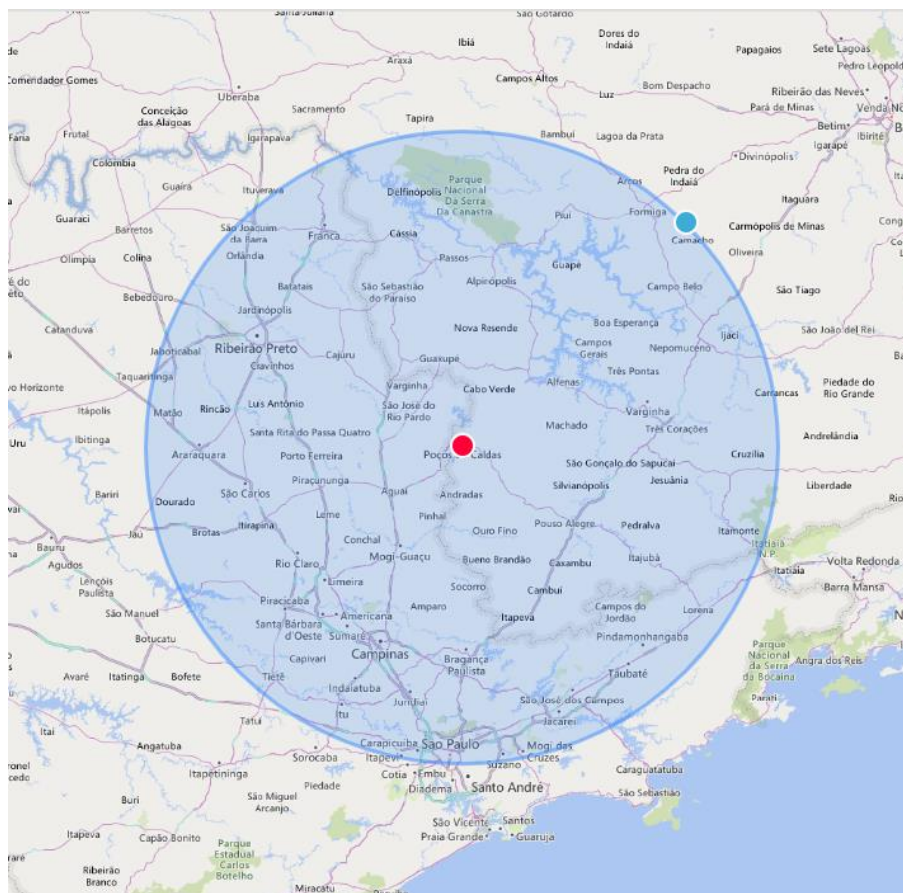 São Gotardo
Dores do
Indaiá
Ibiá
Papagaios
Sete Lagoas
Araxá
Pedro Leopol
Comendador Gomes
Campos Altos
Bom Despacho
Luz
Ribeirão das Neves
Uberaba
Sacramento
Pará de Minas
Venda No
Conceição
das Alagoas
Tapira
Betim
Frutal
Igarapava
Bambuí
Lagoa da Prata
Ibirité
Igarapé
Colômbia
Divinópolis
Parque
Nacional
Da Serra
Da Canastra
Pedra do
Indaiá
Guaíra
Ituverava
Delfinópolis
Arcos
Itaguara
Guaraci
Barretos
São Joaquim
da Barra
Franca
Cássia
Piuí
Formiga
Carmópolis de Minas
Camacho
Oliveira
Olímpia
Colina
Orlândia
Passos
Guapé
Batatais
São Sebastião
do Paraíso
Alpinópolis
Campo Belo
São Tiago
Bebedouro
Jardinópolis
Catanduva
Nova Resende
Boa Esperança
Ijaci
São João del Rei
Ribeirão Preto
Campos
Gerais
Nepomuceno
Jaboticabal
Cravinhos
Cajuru
Guaxupé
Taquaritinga
Três Pontas
Varginha
Cabo Verde
Alfenas
Carrancas
Piedade do
Rio Grande
vo Horizonte
Itápolis
Matão
Rincão
Luis Antônio
São José do
Rio Pardo
Varginha
Machado
Três Corações
Uru
Ibitinga
Santa Rita do Passa Quatro
Andrelândia
Araraquara
Porto Ferreira
Poços Caldas
São Gonçalo do Sapucaí
Cruzília
Bariri
São Carlos
Piraçununga
Aguaí
Andradas
Silvianópolis
Jesuânia
Liberdade
Dourado
Leme
Pinhal
Jaú
Brotas
Itirapina
Ouro Fino
Pouso Alegre
Pedralva
Itamonte
Bauru
Conchal
Mogi-Guaçu
Itatiaia
N.P.
Agudos
Rio Claro
Bueno Brandão
Caxambu
Itajubá
Volta Redonda
Lençóis
Paulista
Limeira
Socorro
Itatiáia
Barra Mansa
São Manuel
Piracicaba
Americana
Amparo
Cambuí
Campos do
Jordão
Lorena
Santa Bárbara
d'Oeste
Sumaré
Itapeva
Botucatu
Pindamonhangaba
Parque
Nacional
da Serra
da Bocaina
Campinas
Capivari
Bragança
Paulista
Angra dos Reis
Avaré
Itatinga
Bofete
Tietê
Indaiatuba
Taubaté
Parati
Itu
São José dos Campos
Tatuí
Jacareí
Itaí
Angatuba
Carapicuíba
São Paulo
Mogi das
Cruzes
Sorocaba
Itapevi
Suzano
Itapetininga
Cotia
Embu
Caraguatatuba
Piedade
Diadema
Santo André
São Sebastião
Buri
São Miguel
Arcanjo
São Vicente
Santos
Itapeva
Capão Bonito
Praia Grande
Guaruja
Parque
Estadual
Carlos
Botelho
Ribeirão
Branco
Miracatu